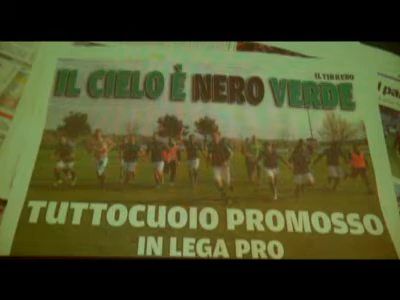 IL TIRRENO
IL CIELO È NERO VERDE
TUTTOCUOIO PROMOSSO
IN LEGA PRO